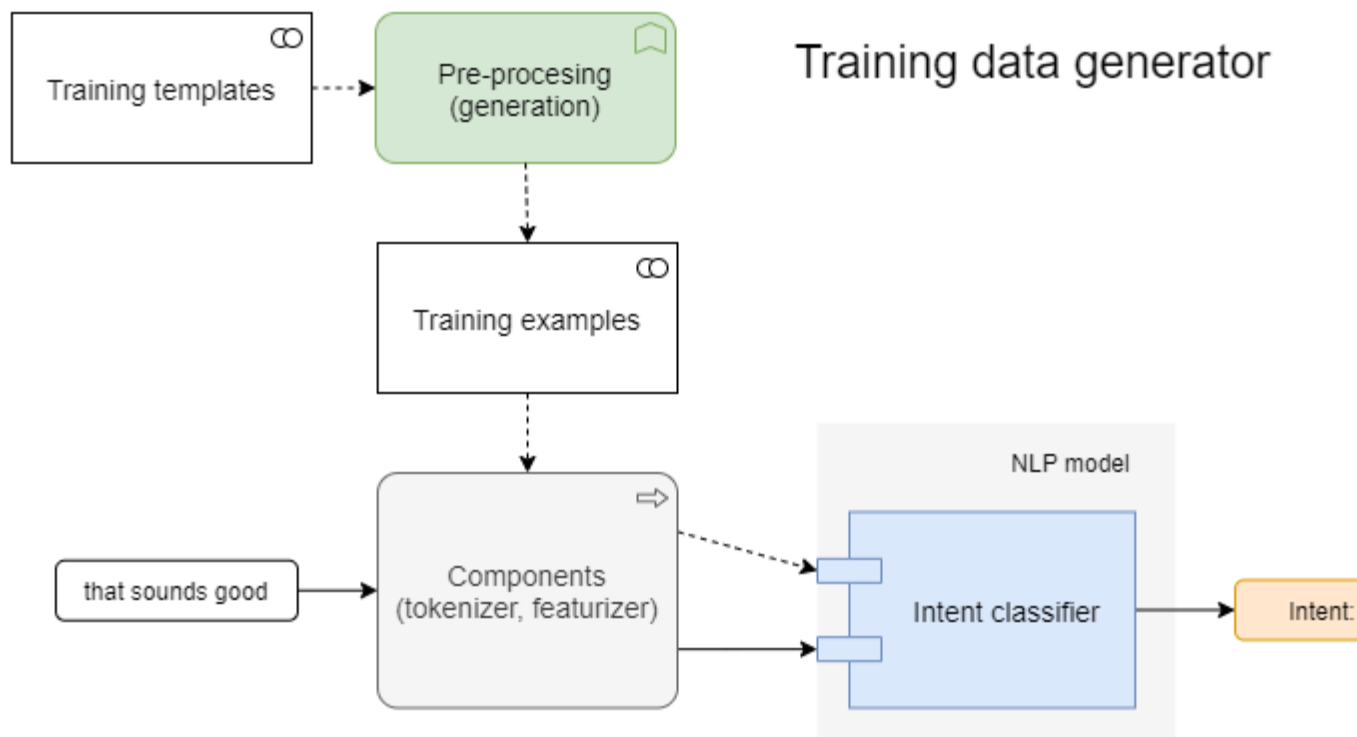 Training data generator
Training templates
Pre-procesing
(generation)
Training examples
NLP model
that sounds good
Components
(tokenizer, featurizer)
Intent classifier
Intent: